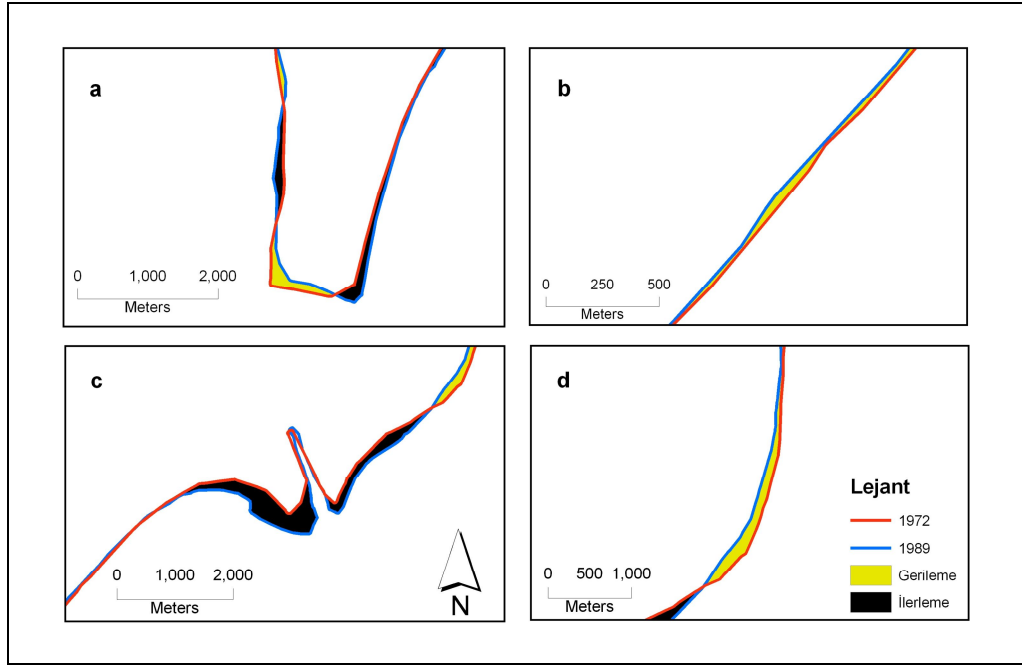 a
0 1,000 2,000
Meters
b
0 250 500
Meters
c
0 1,000 2,000
Meters
N
d
0 500 1,000
Meters
Lejant
1972
1989
Gerileme
İlerleme